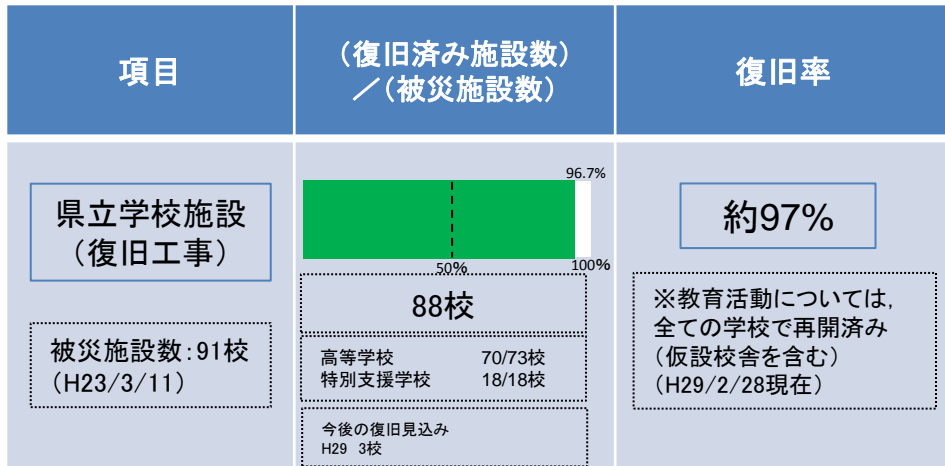 項目
(復旧済み施設数)
／(被災施設数)
復旧率
県立学校施設
(復旧工事)
被災施設数:91校
(H23/3/11)
96.7%
50%
100%
88校
高等学校 70/73校
特別支援学校 18/18校
今後の復旧見込み
H29 3校
約97%
※教育活動については,
全ての学校で再開済み
(仮設校舎を含む)
(H29/2/28現在)